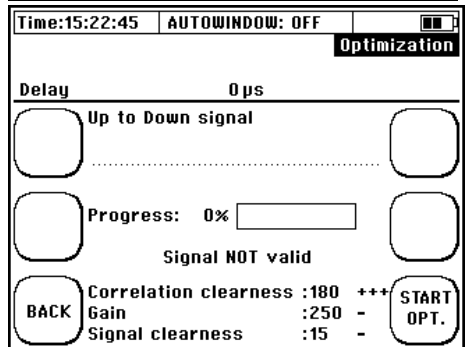 Time:15:22:45 AUTOWINDOW: OFF
Optimization
Delay 0 µs
Up to Down signal
Progress: 0%
Signal NOT valid
Correlation clearness :180 +++
BACK Gain :250 - START OPT.
Signal clearness :15 -